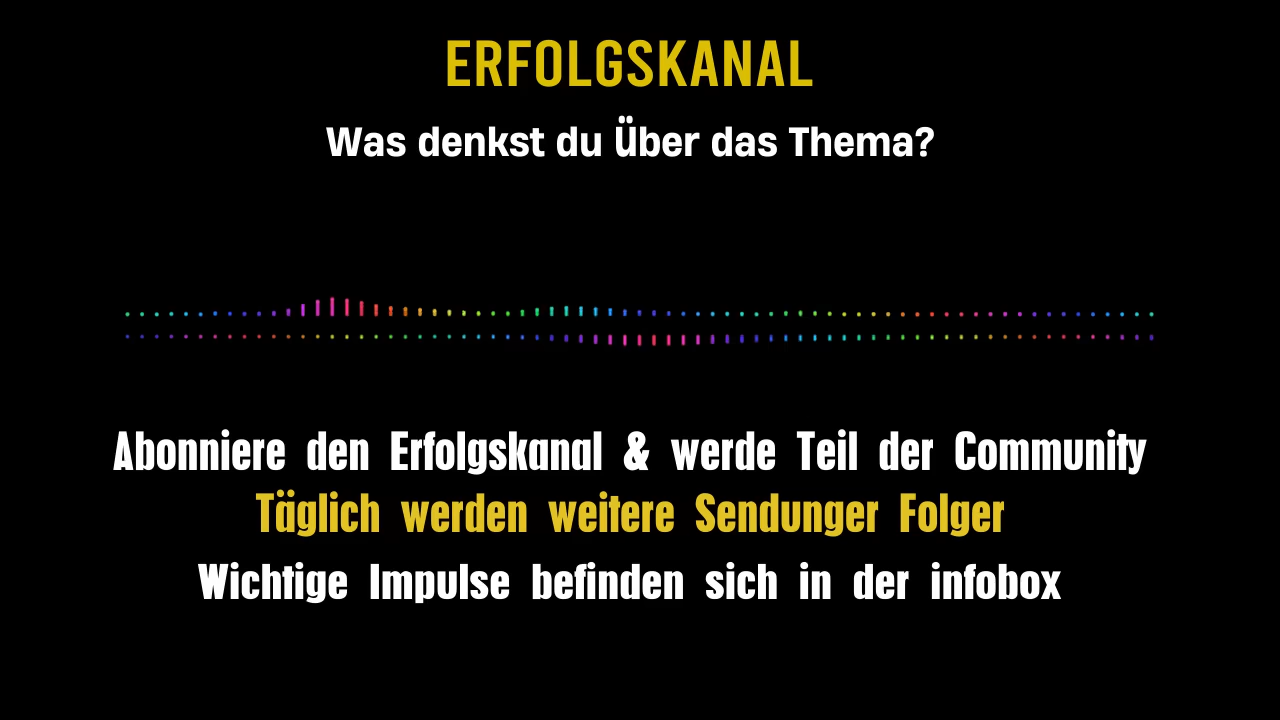 ERFOLGSKANAL
Was denkst du Über das Thema?
Abonniere den Erfolgskanal & werde Teil der Community
Täglich werden weitere Sendunger Folger
Wichtige Impulse befinden sich in der infobox